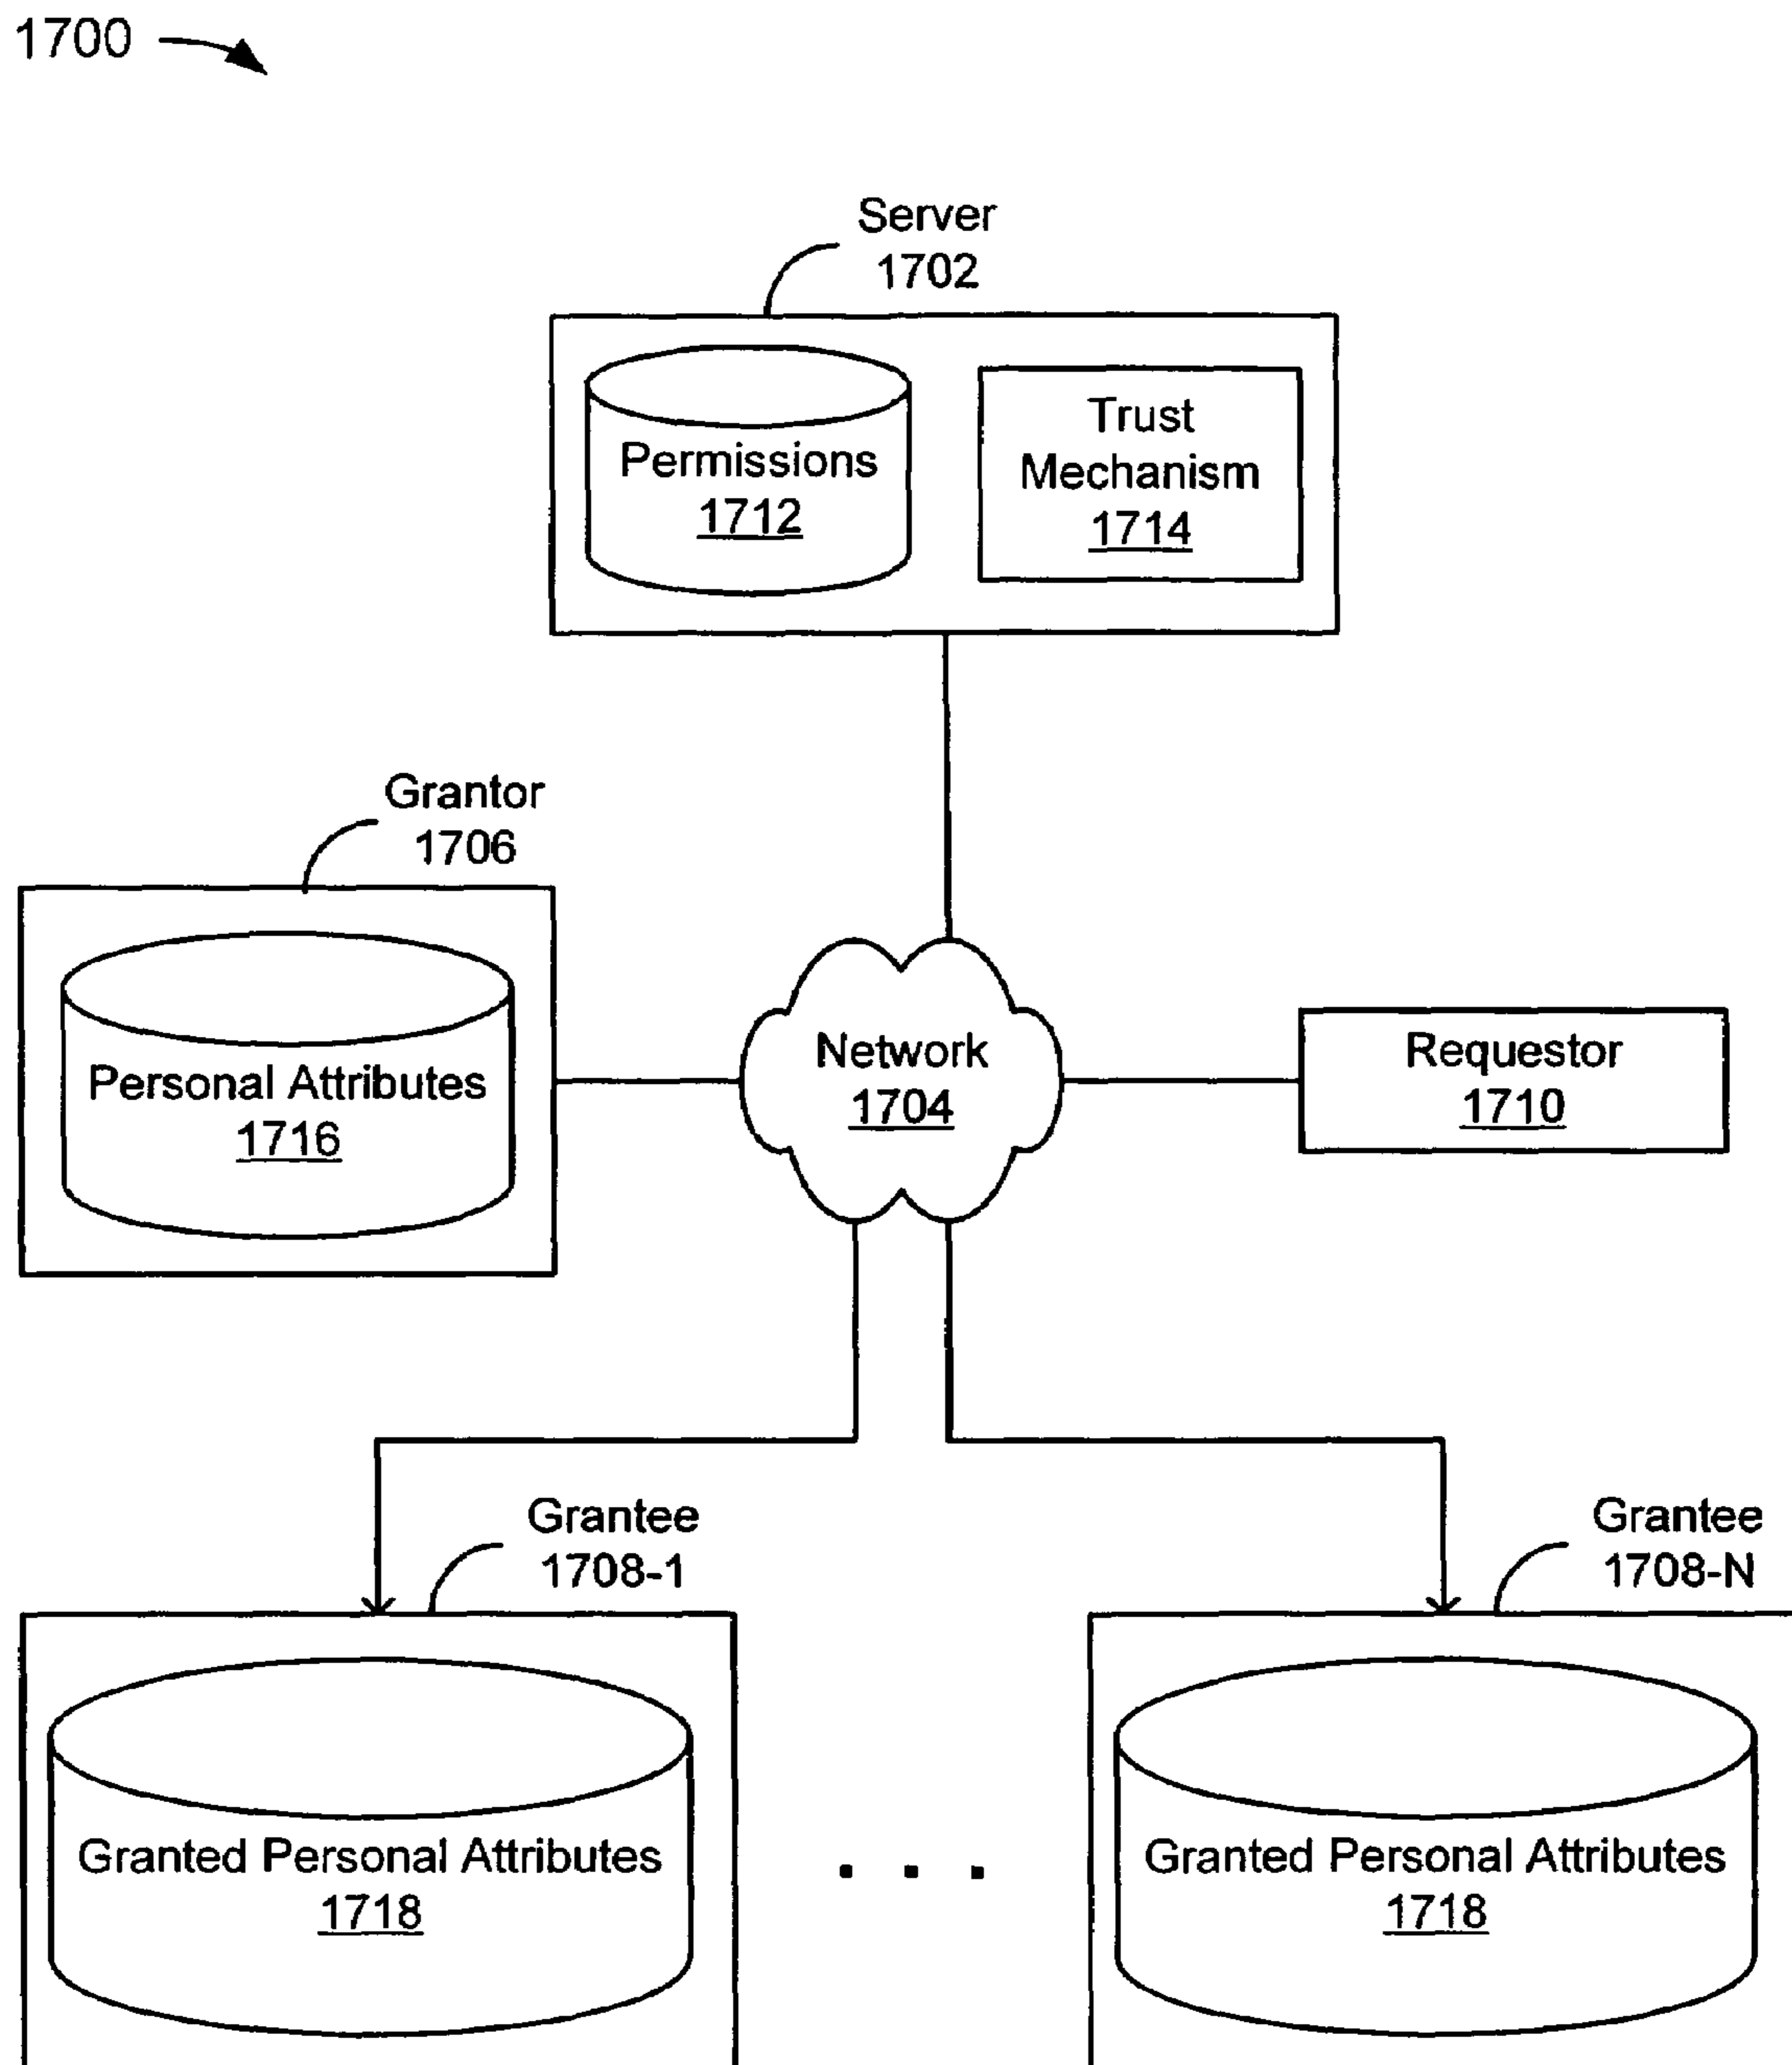 1700
Server
1702
Permissions
1712
Trust
Mechanism
1714
Grantor
1706
Personal Attributes
1716
Network
1704
Requestor
1710
Grantee
1708-1
Grantee
1708-N
Granted Personal Attributes
1718
. . .
Granted Personal Attributes
1718